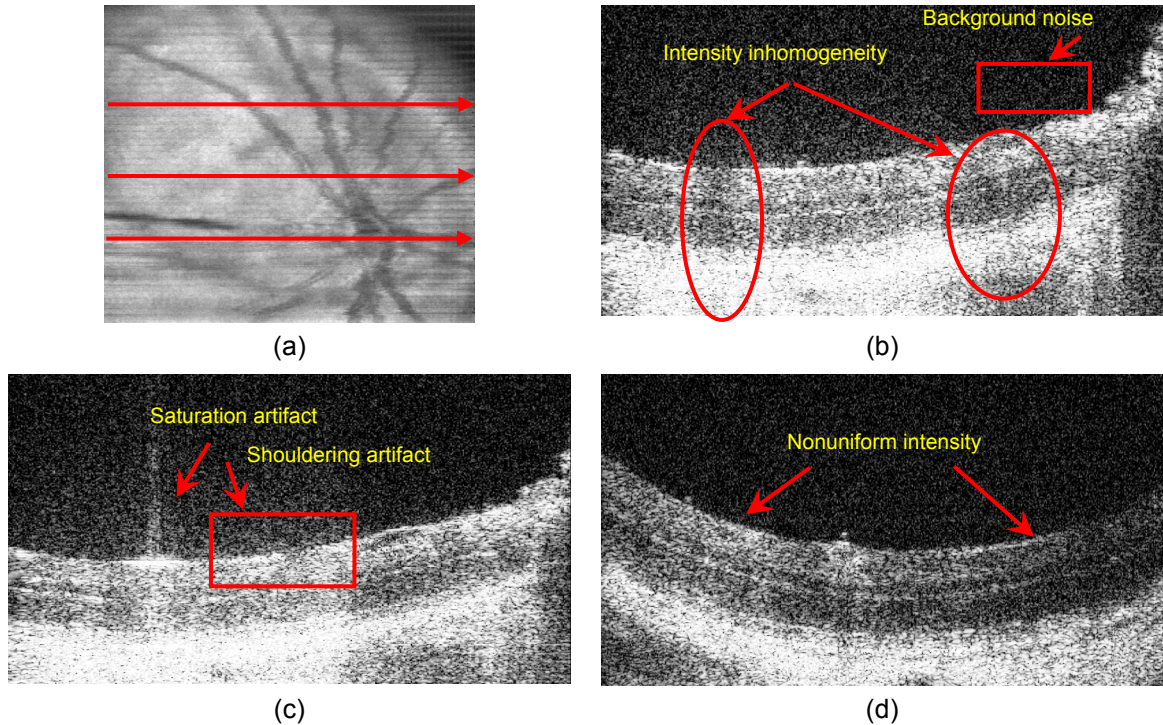 (a)
Background noise
Intensity inhomogeneity
(b)
Saturation artifact
Shouldering artifact
(c)
Nonuniform intensity
(d)